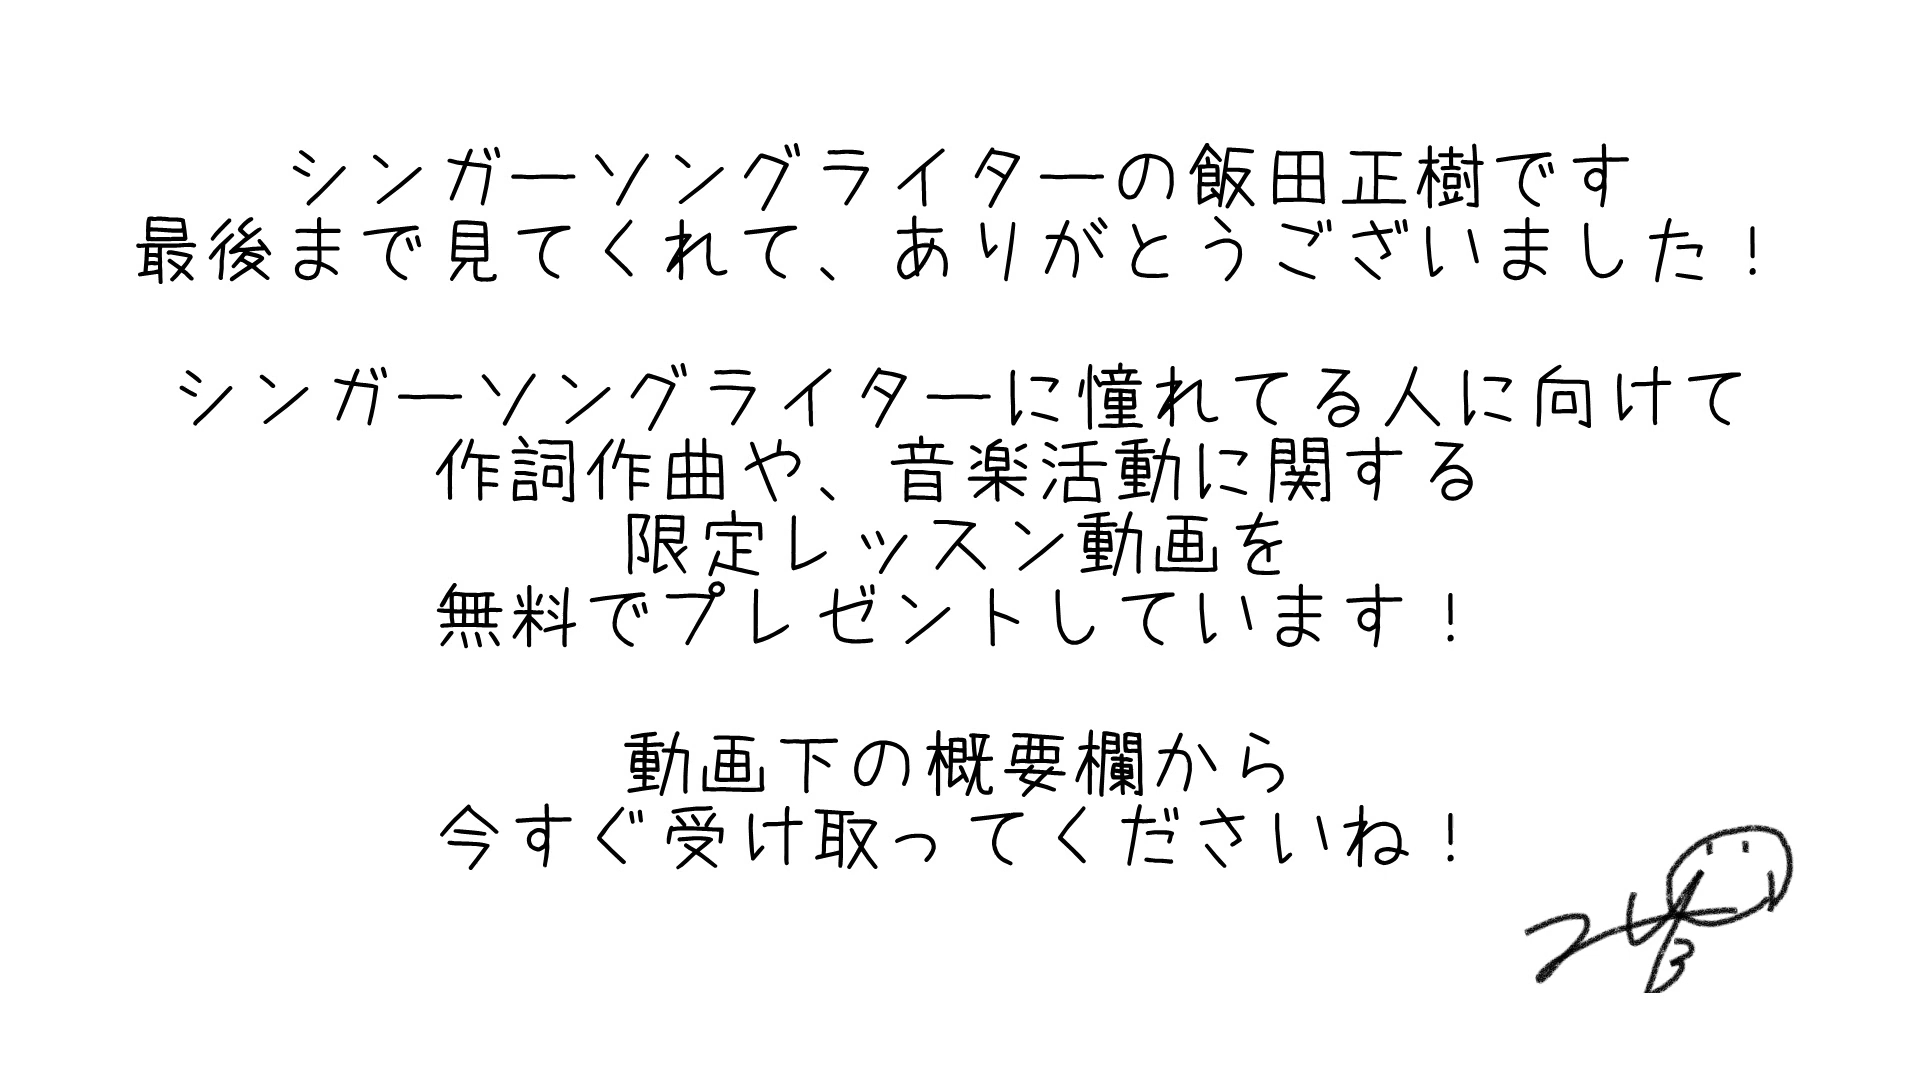 シンガーソングライターの飯田正樹です
最後まで見てくれて、ありがとうございました！
シンガーソングライターに憧れてる人に向けて
作詞作曲や、音楽活動に関する
限定レッスン動画を
無料でプレゼントしています！
動画下の概要欄から
今すぐ受け取ってくださいね！